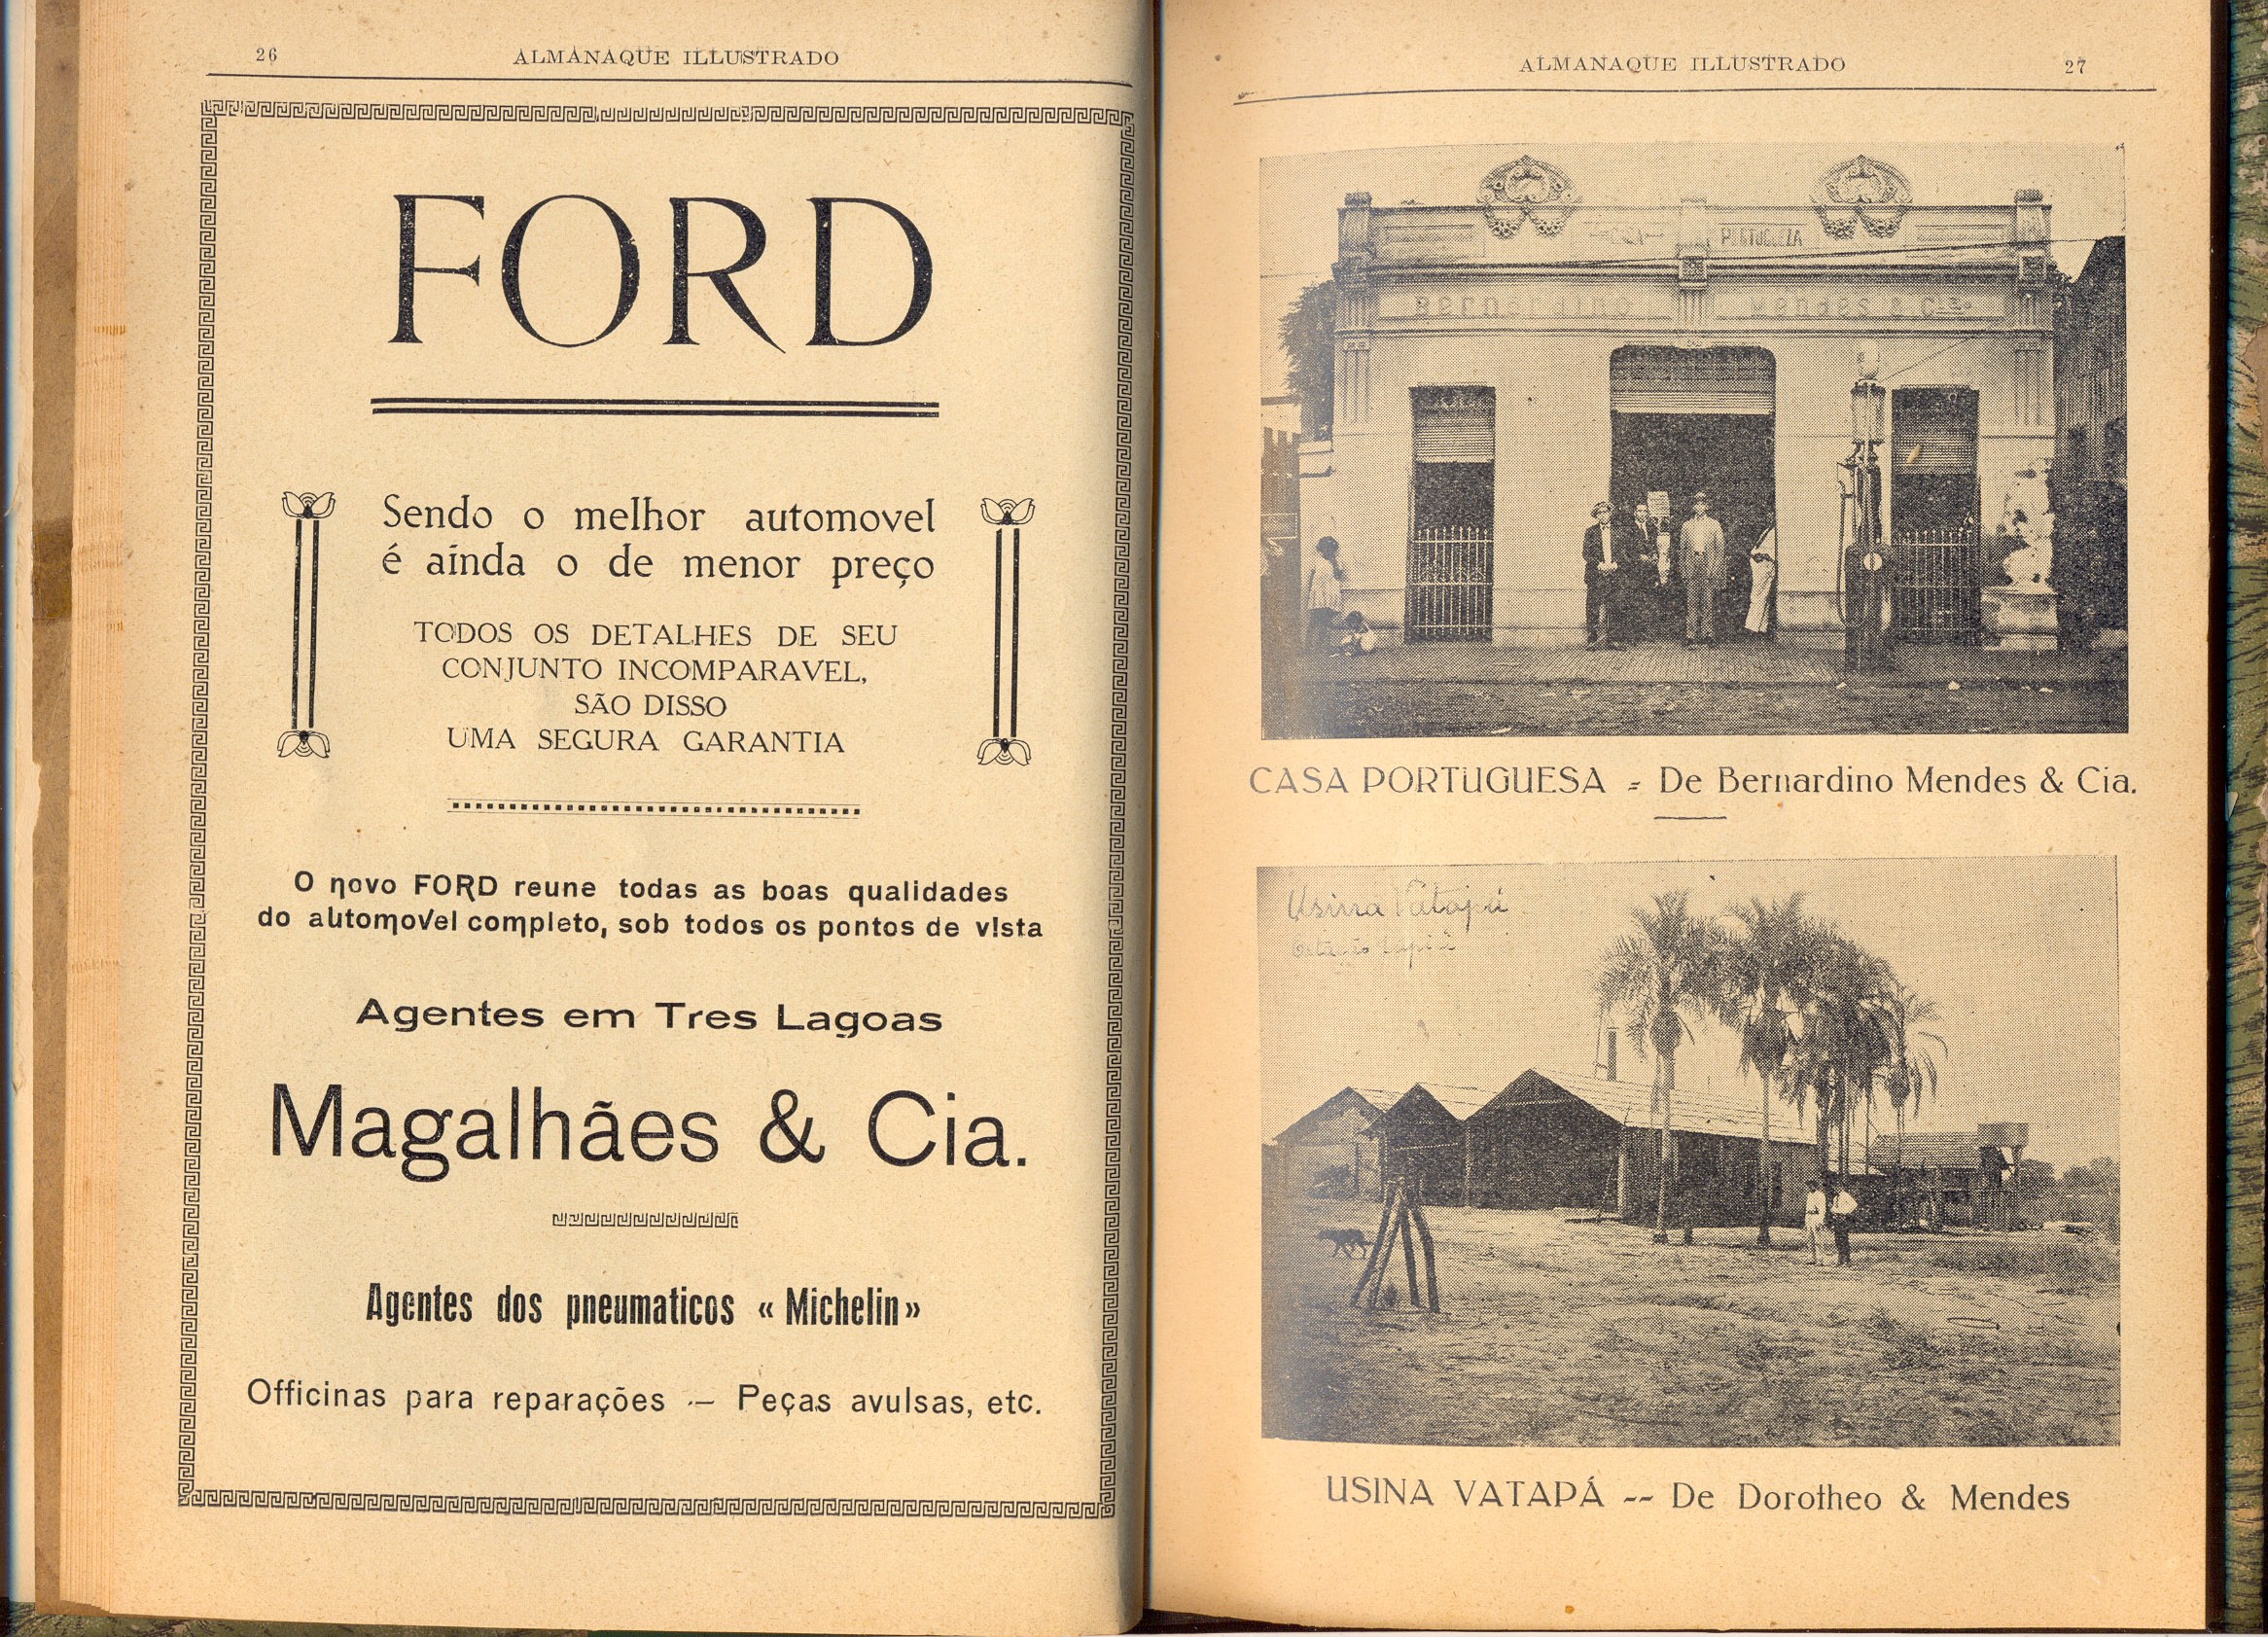 26
ALMANAQUE ILLUSTRADO
FORD
Sendo o melhor automovel
é ainda o de menor preço
TODOS OS DETALHES DE SEU
CONJUNTO INCOMPARAVEL,
SÃO DISSO
UMA SEGURA GARANTIA
O novo FORD reune todas as boas qualidades
do automovel completo, sob todos os pontos de vista
Agentes em Tres Lagoas
Magalhães & Cia.
Agentes dos pneumaticos « Michelin »
Officinas para reparações -— Peças avulsas, etc.
ALMANAQUE ILLUSTRADO
27
CASA PORTUGUEZA
Bernardino Mendes & Cia
CASA PORTUGUESA = De Bernardino Mendes & Cia.
Usina Vatapá
USINA VATAPÁ -- De Dorotheo & Mendes